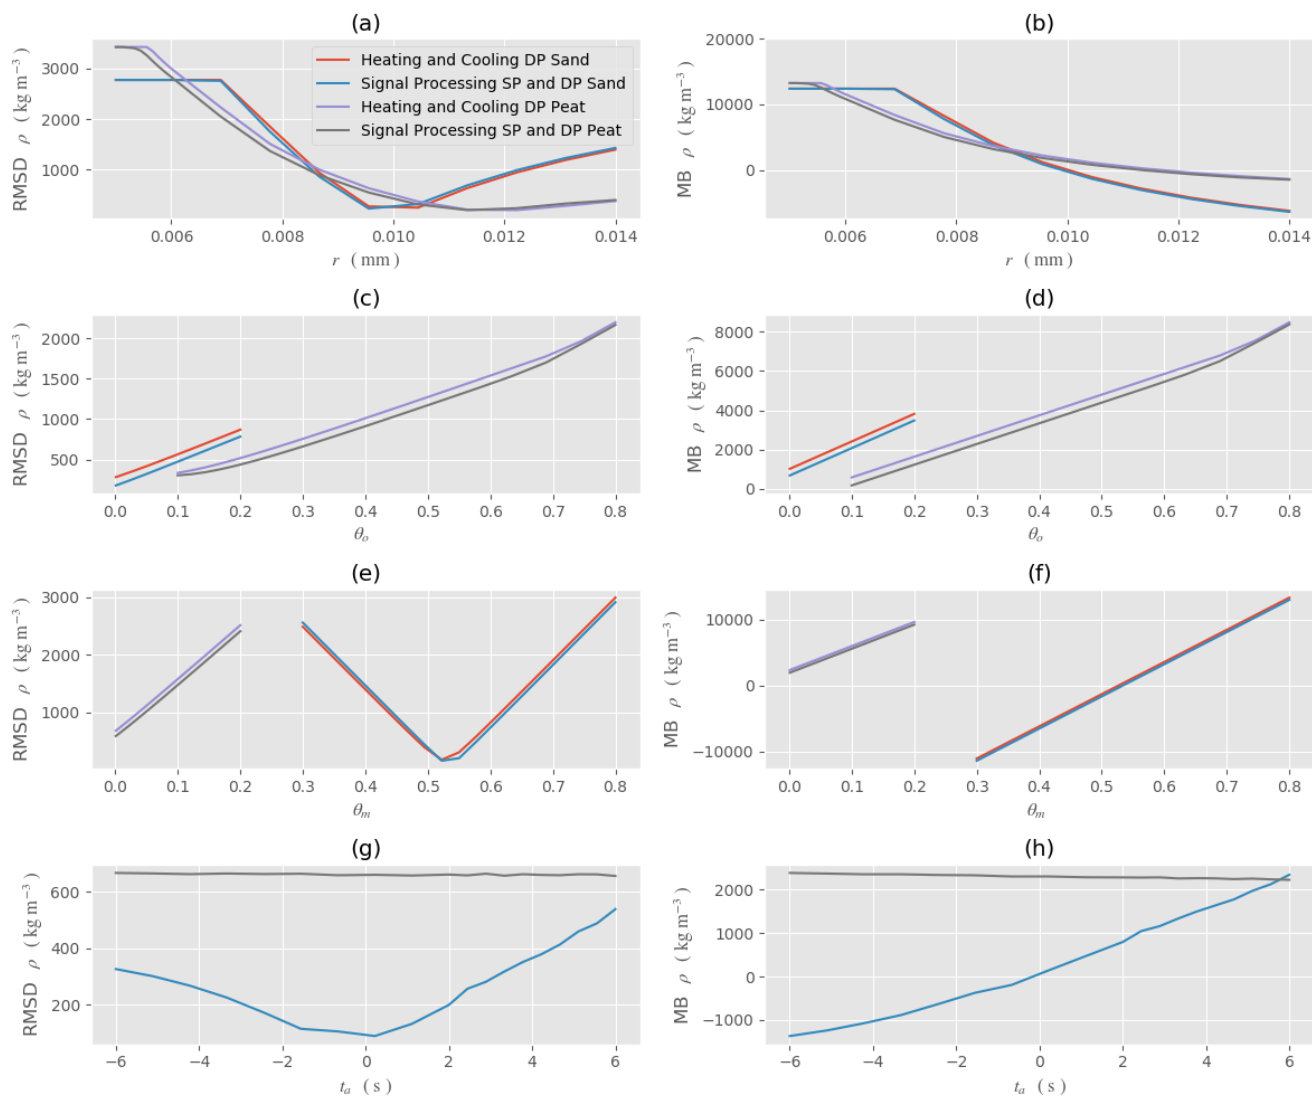 (a)
RMSD ρ ( kg m⁻³ )
3000
2000
1000
Heating and Cooling DP Sand
Signal Processing SP and DP Sand
Heating and Cooling DP Peat
Signal Processing SP and DP Peat
0.006 0.008 0.010 0.012 0.014
r ( mm )
(b)
MB ρ ( kg m⁻³ )
20000
10000
0
0.006 0.008 0.010 0.012 0.014
r ( mm )
(c)
RMSD ρ ( kg m⁻³ )
2000
1500
1000
500
0.0 0.1 0.2 0.3 0.4 0.5 0.6 0.7 0.8
θₒ
(d)
MB ρ ( kg m⁻³ )
8000
6000
4000
2000
0
0.0 0.1 0.2 0.3 0.4 0.5 0.6 0.7 0.8
θₒ
(e)
RMSD ρ ( kg m⁻³ )
3000
2000
1000
0.0 0.1 0.2 0.3 0.4 0.5 0.6 0.7 0.8
θₘ
(f)
MB ρ ( kg m⁻³ )
10000
0
−10000
0.0 0.1 0.2 0.3 0.4 0.5 0.6 0.7 0.8
θₘ
(g)
RMSD ρ ( kg m⁻³ )
600
400
200
−6 −4 −2 0 2 4 6
tₐ ( s )
(h)
MB ρ ( kg m⁻³ )
2000
1000
0
−1000
−6 −4 −2 0 2 4 6
tₐ ( s )